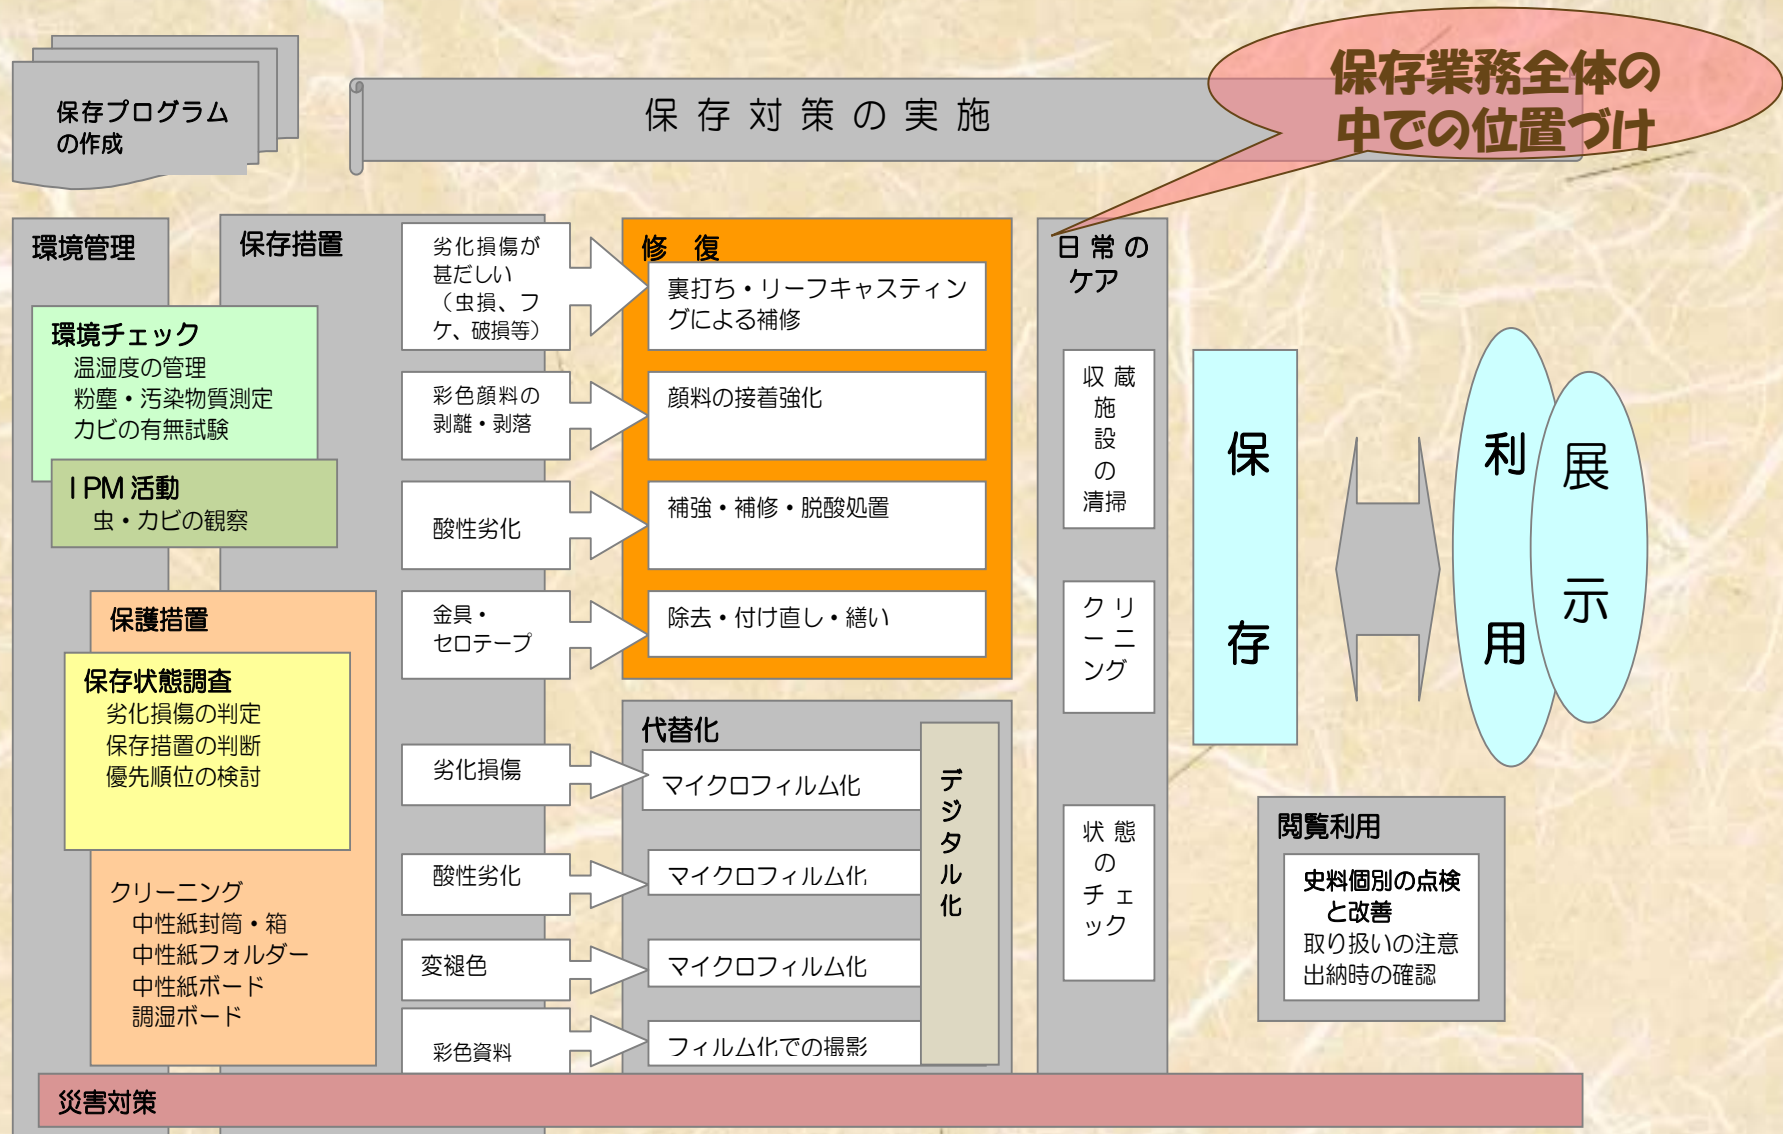 保存プログラム
の作成
保存対策の実施
保存業務全体の
中での位置づけ
環境管理
環境チェック
温湿度の管理
粉塵・汚染物質測定
カビの有無試験
IPM活動
虫・カビの観察
保護措置
保存状態調査
劣化損傷の判定
保存措置の判断
優先順位の検討
クリーニング
中性紙封筒・箱
中性紙フォルダー
中性紙ボード
調湿ボード
保存措置
劣化損傷が
甚だしい
（虫損、フ
ケ、破損等）
彩色顔料の
剥離・剥落
酸性劣化
金具・
セロテープ
劣化損傷
酸性劣化
変褪色
彩色資料
修　復
裏打ち・リーフキャスティン
グによる補修
顔料の接着強化
補強・補修・脱酸処置
除去・付け直し・繕い
代替化
マイクロフィルム化
マイクロフィルム化
マイクロフィルム化
フィルム化での撮影
デジタル化
日常の
ケア
収蔵
施
設
の
清掃
クリ
ーニ
ング
状態
の
チェ
ック
保存
利用
展示
閲覧利用
史料個別の点検
と改善
取り扱いの注意
出納時の確認
災害対策